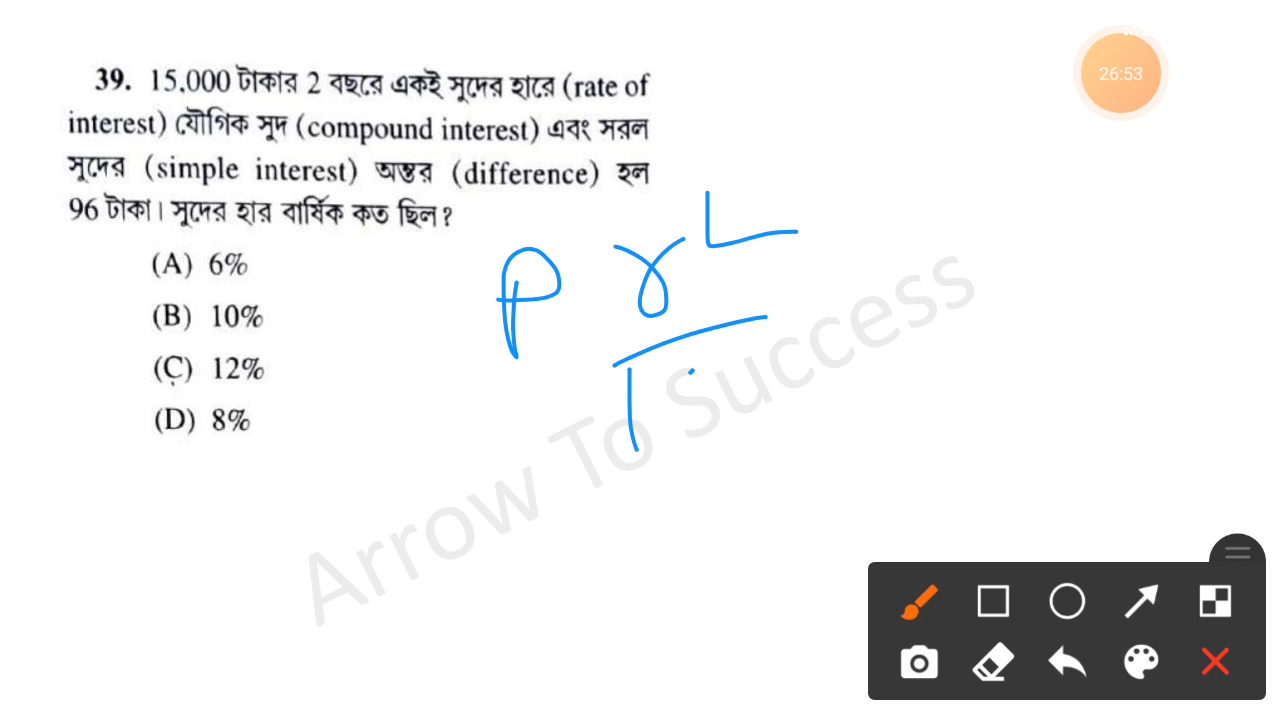 26:53
39. 15,000 টাকার 2 বছরে একই সুদের হারে (rate of
interest) যৌগিক সুদ (compound interest) এবং সরল
সুদের (simple interest) অন্তর (difference) হল
96 টাকা। সুদের হার বার্ষিক কত ছিল?
(A) 6%
(B) 10%
(C) 12%
(D) 8%
P r
1
Arrow To Success